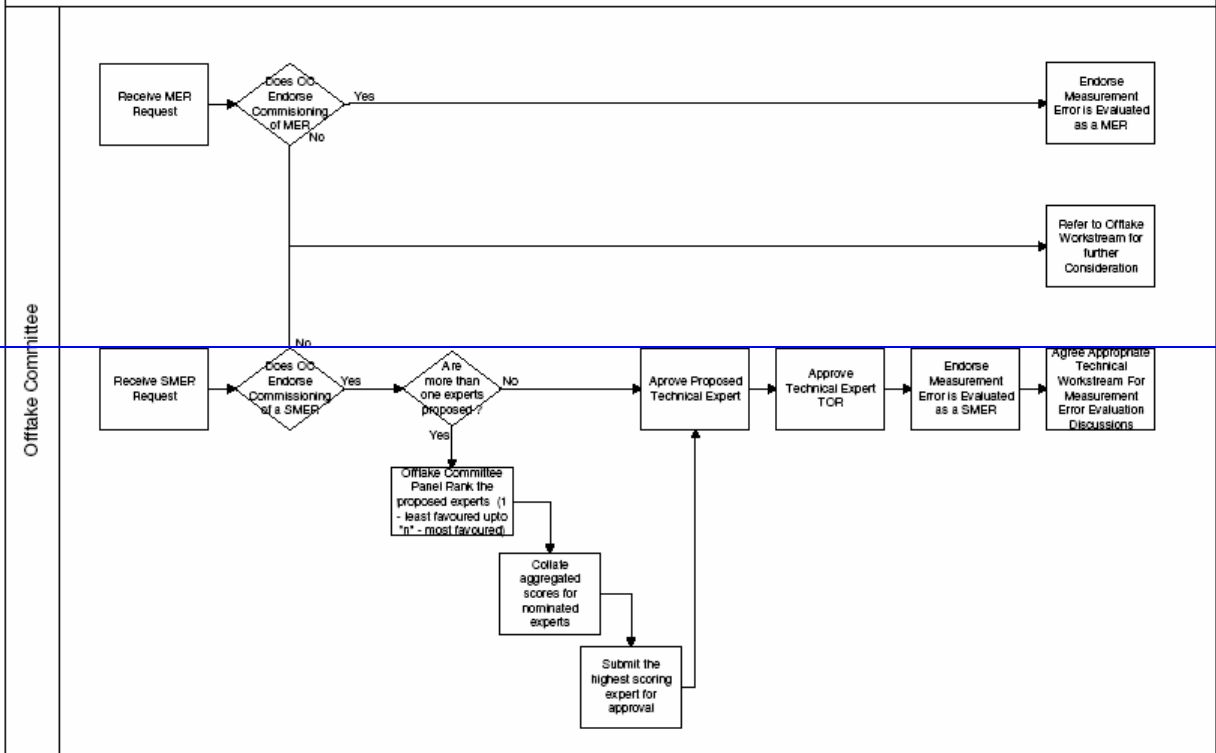 Offtake Committee
Receive MER
Request
Does OC
Endorse
Commisioning
of MER
Yes
No
Endorse
Measurement
Error is Evaluated
as a MER
Refer to Offtake
Workstream for
further
Consideration
No
Receive SMER
Request
Does OC
Endorse
Commissioning
of a SMER
Yes
Are
more than
one experts
proposed ?
No
Yes
Aprove Proposed
Technical Expert
Approve
Technical Expert
TOR
Endorse
Measurement
Error is Evaluated
as a SMER
Agree Appropriate
Technical
Workstream For
Measurement
Error Evaluation
Discussions
Offtake Committee
Panel Rank the
proposed experts (1
- least favoured upto
"n" - most favoured)
Collate
aggregated
scores for
nominated
experts
Submit the
highest scoring
expert for
approval